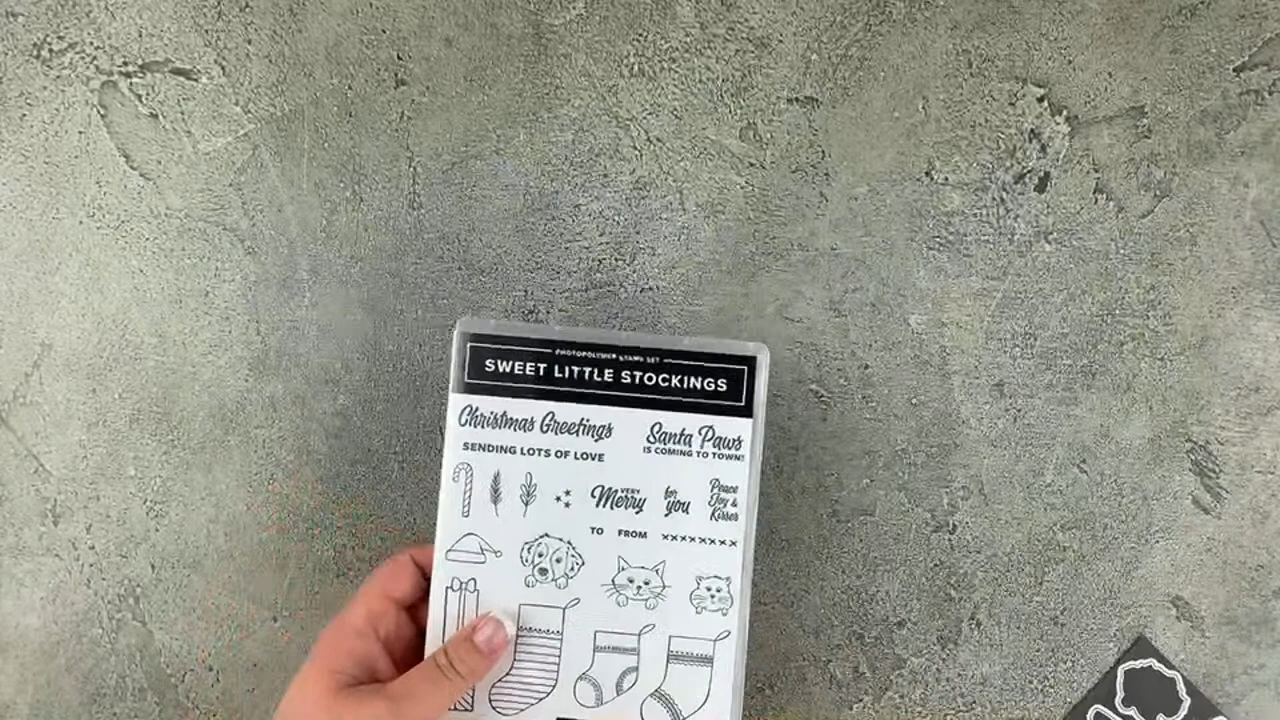 PHOTOPOLYMER STAMP SET
SWEET LITTLE STOCKINGS
Christmas Greetings
SENDING LOTS OF LOVE
Santa Paws
IS COMING TO TOWN!
VERY
Merry
for
you
Peace
Joy &
Kisses
TO FROM